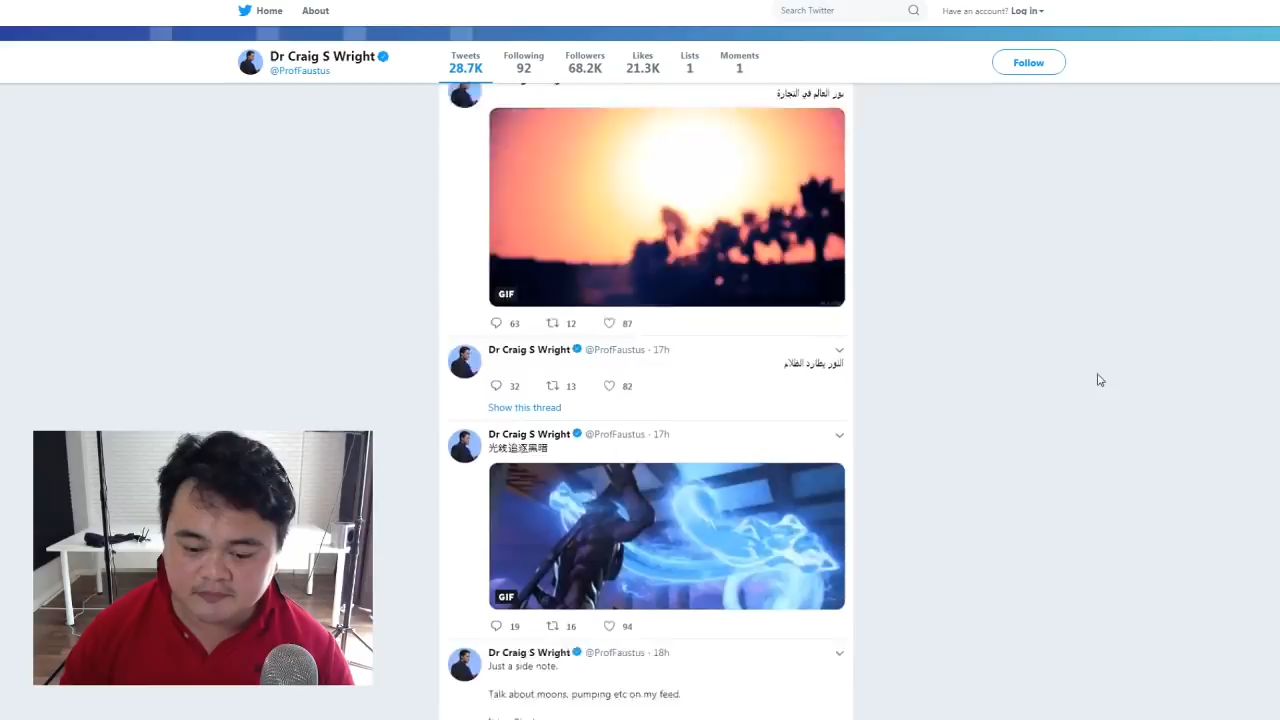 Home
About
Search Twitter
Have an account? Log in
Dr Craig S Wright
@ProfFaustus
Tweets
28.7K
Following
92
Followers
68.2K
Likes
21.3K
Lists
1
Moments
1
Follow
نور العالم في التجارة
GIF
63
12
87
Dr Craig S Wright @ProfFaustus · 17h
النور يطارد الظلام
32
13
82
Show this thread
Dr Craig S Wright @ProfFaustus · 17h
光线追逐黑暗
GIF
19
16
94
Dr Craig S Wright @ProfFaustus · 18h
Just a side note.
Talk about moons, pumping etc on my feed.